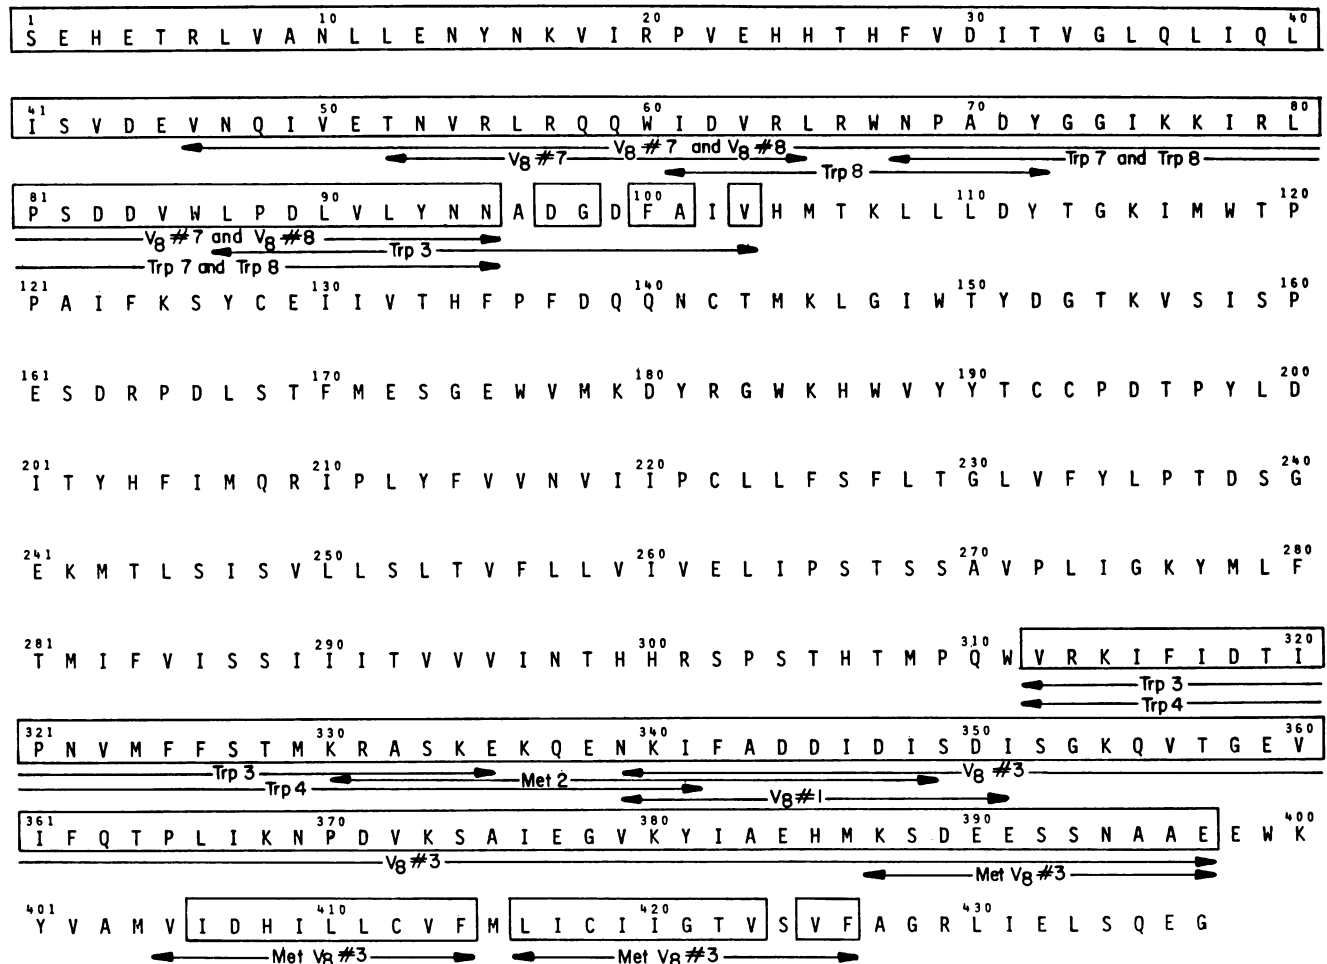 1 10 20 30 40
S E H E T R L V A N L L E N Y N K V I R P V E H H T H F V D I T V G L Q L I Q L
41 50 60 70 80
I S V D E V N Q I V E T N V R L R Q Q W I D V R L R W N P A D Y G G I K K I R L
V8 #7 V8 #7 and V8 #8 Trp 7 and Trp 8
Trp 8
81 90 100 110 120
P S D D V W L P D L V L Y N N A D G D F A I V H M T K L L L D Y T G K I M W T P
V8 #7 and V8 #8
Trp 3
Trp 7 and Trp 8
121 130 140 150 160
P A I F K S Y C E I I V T H F P F D Q Q N C T M K L G I W T Y D G T K V S I S P
161 170 180 190 200
E S D R P D L S T F M E S G E W V M K D Y R G W K H W V Y Y T C C P D T P Y L D
201 210 220 230 240
I T Y H F I M Q R I P L Y F V V N V I I P C L L F S F L T G L V F Y L P T D S G
241 250 260 270 280
E K M T L S I S V L L S L T V F L L V I V E L I P S T S S A V P L I G K Y M L F
281 290 300 310 320
T M I F V I S S I I I T V V V I N T H H R S P S T H T M P Q W V R K I F I D T I
Trp 3
Trp 4
321 330 340 350 360
P N V M F F S T M K R A S K E K Q E N K I F A D D I D I S D I S G K Q V T G E V
Trp 3 Met 2 V8 #3
Trp 4 V8 #1
361 370 380 390 400
I F Q T P L I K N P D V K S A I E G V K Y I A E H M K S D E E S S N A A E E W K
V8 #3
Met V8 #3
401 410 420 430
Y V A M V I D H I L L C V F M L I C I I G T V S V F A G R L I E L S Q E G
Met V8 #3 Met V8 #3